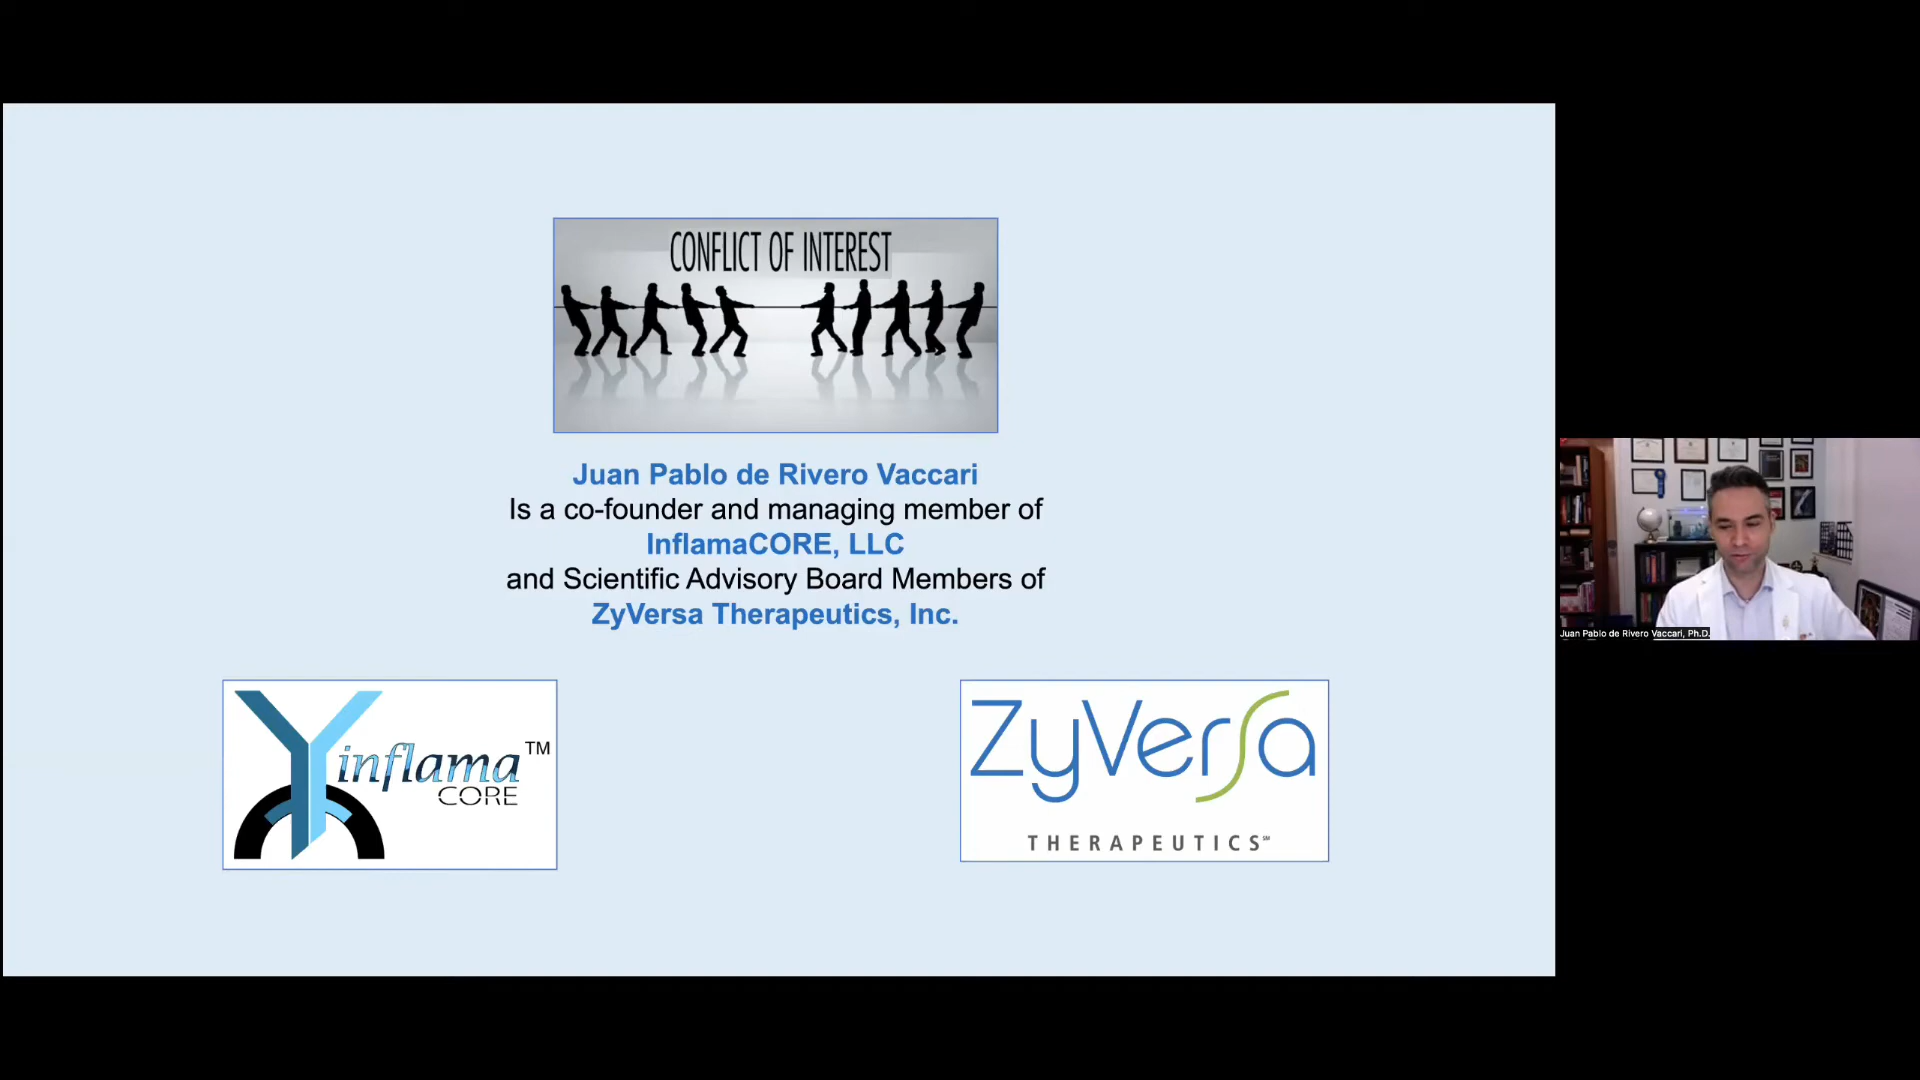 CONFLICT OF INTEREST
Juan Pablo de Rivero Vaccari
Is a co-founder and managing member of
InflamaCORE, LLC
and Scientific Advisory Board Members of
ZyVersa Therapeutics, Inc.
inflama™
CORE
ZyVersa
THERAPEUTICS℠
Juan Pablo de Rivero Vaccari, Ph.D.